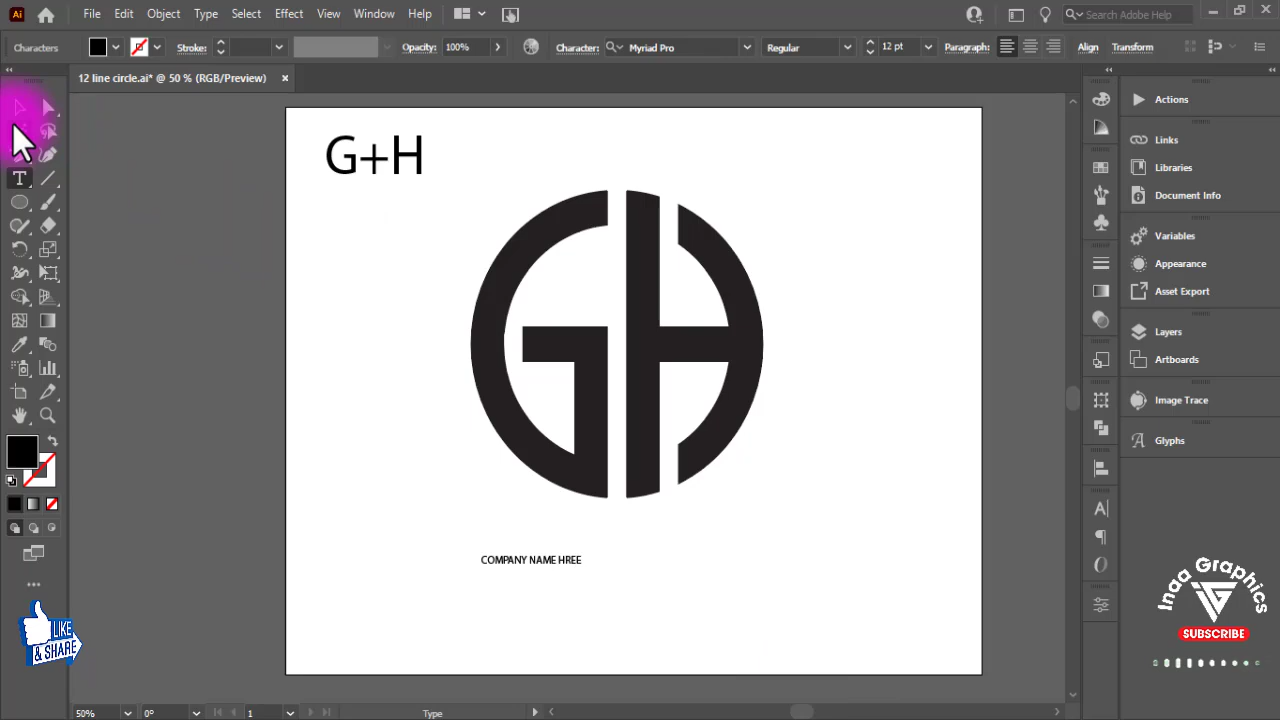 Ai File Edit Object Type Select Effect View Window Help Search Adobe Help
Characters Stroke: Opacity: 100% Character: Myriad Pro Regular 12 pt Paragraph: Align Transform
12 line circle.ai* @ 50 % (RGB/Preview)
Actions
Links
Libraries
Document Info
Variables
Appearance
Asset Export
Layers
Artboards
Image Trace
Glyphs
G+H
GH
COMPANY NAME HREE
LIKE
& SHARE
Inaa Graphics
SUBSCRIBE
50% 0° 1 Type